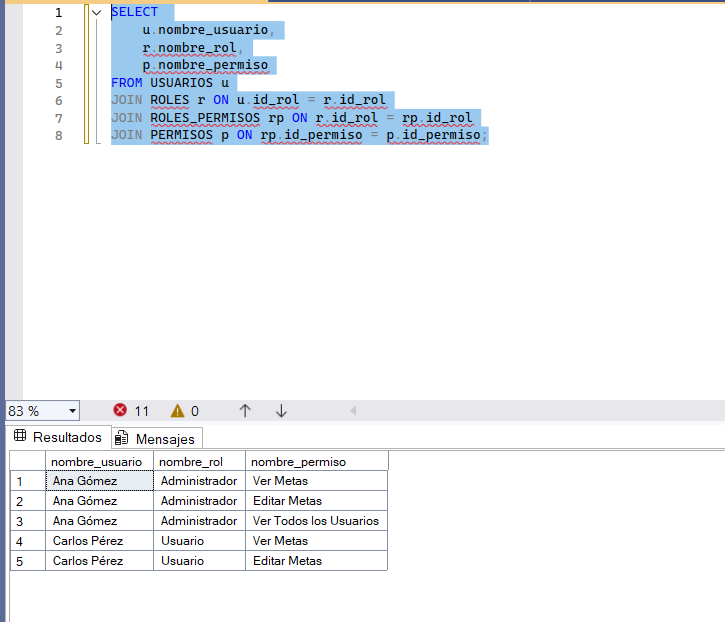 1 SELECT
2 u.nombre_usuario,
3 r.nombre_rol,
4 p.nombre_permiso
5 FROM USUARIOS u
6 JOIN ROLES r ON u.id_rol = r.id_rol
7 JOIN ROLES_PERMISOS rp ON r.id_rol = rp.id_rol
8 JOIN PERMISOS p ON rp.id_permiso = p.id_permiso;
83 % 11 0
Resultados Mensajes
nombre_usuario nombre_rol nombre_permiso
1 Ana Gómez Administrador Ver Metas
2 Ana Gómez Administrador Editar Metas
3 Ana Gómez Administrador Ver Todos los Usuarios
4 Carlos Pérez Usuario Ver Metas
5 Carlos Pérez Usuario Editar Metas